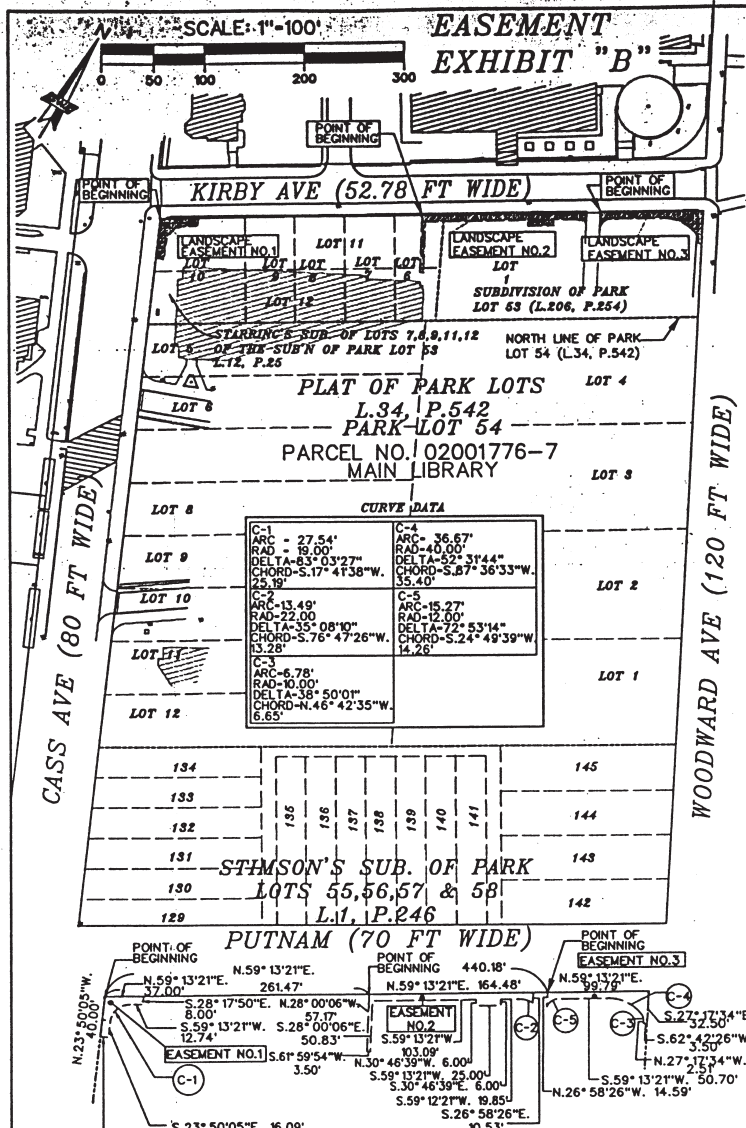 N
SCALE: 1"=100'
0 50 100 200 300
EASEMENT
EXHIBIT "B"
POINT OF
BEGINNING
POINT OF
BEGINNING
POINT OF
BEGINNING
KIRBY AVE (52.78 FT WIDE)
LANDSCAPE
EASEMENT NO.1
LANDSCAPE
EASEMENT NO.2
LANDSCAPE
EASEMENT NO.3
LOT 11
LOT
10
LOT
9
LOT
8
LOT
7
LOT
6
LOT 12
LOT
1
SUBDIVISION OF PARK
LOT 53 (L.206, P.254)
STARRING'S SUB. OF LOTS 7,8,9,11,12
OF THE SUB'N OF PARK LOT 53
L.12, P.25
NORTH LINE OF PARK
LOT 54 (L.34, P.542)
LOT 5
LOT 6
LOT 4
PLAT OF PARK LOTS
L.34, P.542
PARK LOT 54
PARCEL NO. 02001776-7
MAIN LIBRARY
LOT 3
LOT 8
LOT 9
LOT 10
LOT 11
LOT 12
LOT 2
LOT 1
CURVE DATA
C-1
ARC = 27.54'
RAD = 19.00'
DELTA=83°03'27"
CHORD=S.17°41'38"W.
25.19'
C-4
ARC= 36.67'
RAD=40.00'
DELTA=52°31'44"
CHORD=S.87°36'33"W.
35.40'
C-2
ARC=13.49'
RAD=22.00
DELTA=35°08'10"
CHORD=S.76°47'26"W.
13.28'
C-5
ARC=15.27'
RAD=12.00'
DELTA=72°53'14"
CHORD=S.24°49'39"W.
14.26'
C-3
ARC=6.78'
RAD=10.00'
DELTA=38°50'01"
CHORD=N.46°42'35"W.
6.65'
CASS AVE (80 FT WIDE)
WOODWARD AVE (120 FT WIDE)
134
133
132
131
130
129
135
136
137
138
139
140
141
145
144
143
142
STIMSON'S SUB. OF PARK
LOTS 55,56,57 & 58
L.1, P.246
PUTNAM (70 FT WIDE)
POINT OF
BEGINNING
POINT OF
BEGINNING
POINT OF
BEGINNING
EASEMENT NO.3
N.59°13'21"E.
37.00'
N.59°13'21"E.
261.47'
440.18'
N.59°13'21"E. 164.48'
N.59°13'21"E.
99.79'
N.23°50'05"W.
40.00'
S.28°17'50"E.
8.00'
S.59°13'21"W.
12.74'
EASEMENT NO.1
C-1
S.23°50'05"E. 16.09'
N.28°00'06"W.
57.17'
S.28°00'06"E.
50.83'
S.61°59'54"W.
3.50'
EASEMENT
NO.2
S.59°13'21"W.
103.09'
N.30°46'39"W. 6.00'
S.59°13'21"W. 25.00'
S.30°46'39"E. 6.00'
S.59°12'21"W. 19.85'
S.26°58'26"E.
10.53'
C-2
C-5
C-3
C-4
S.27°17'34"E
32.50'
S.62°42'26"W
3.50'
N.27°17'34"W.
2.51'
S.59°13'21"W. 50.70'
N.26°58'26"W. 14.59'